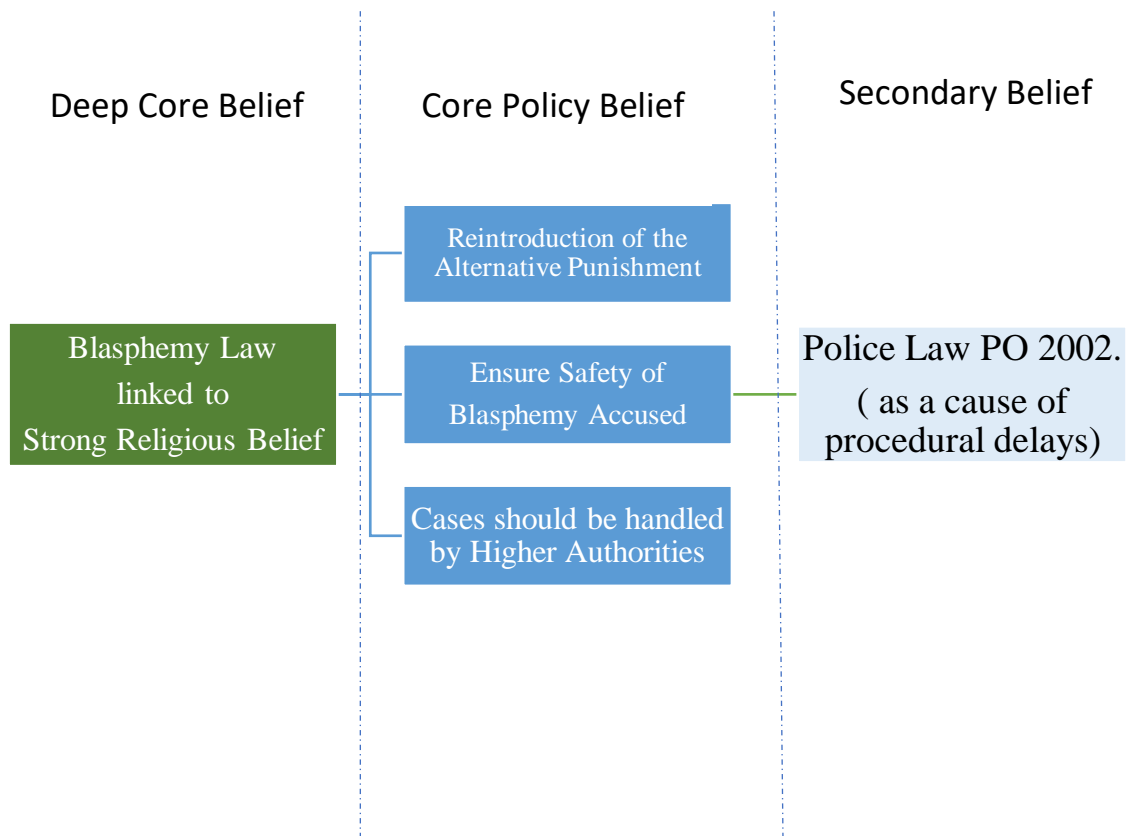 Deep Core Belief
Core Policy Belief
Secondary Belief
Blasphemy Law
linked to
Strong Religious Belief
Reintroduction of the
Alternative Punishment
Ensure Safety of
Blasphemy Accused
Cases should be handled
by Higher Authorities
Police Law PO 2002.
( as a cause of
procedural delays)